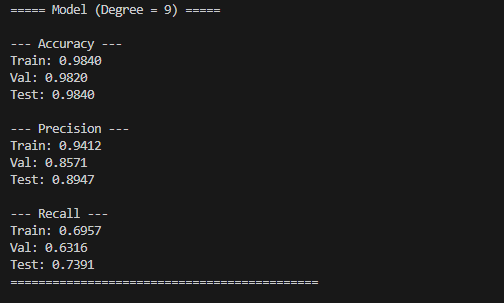 ===== Model (Degree = 9) =====
--- Accuracy ---
Train: 0.9840
Val: 0.9820
Test: 0.9840
--- Precision ---
Train: 0.9412
Val: 0.8571
Test: 0.8947
--- Recall ---
Train: 0.6957
Val: 0.6316
Test: 0.7391
============================================